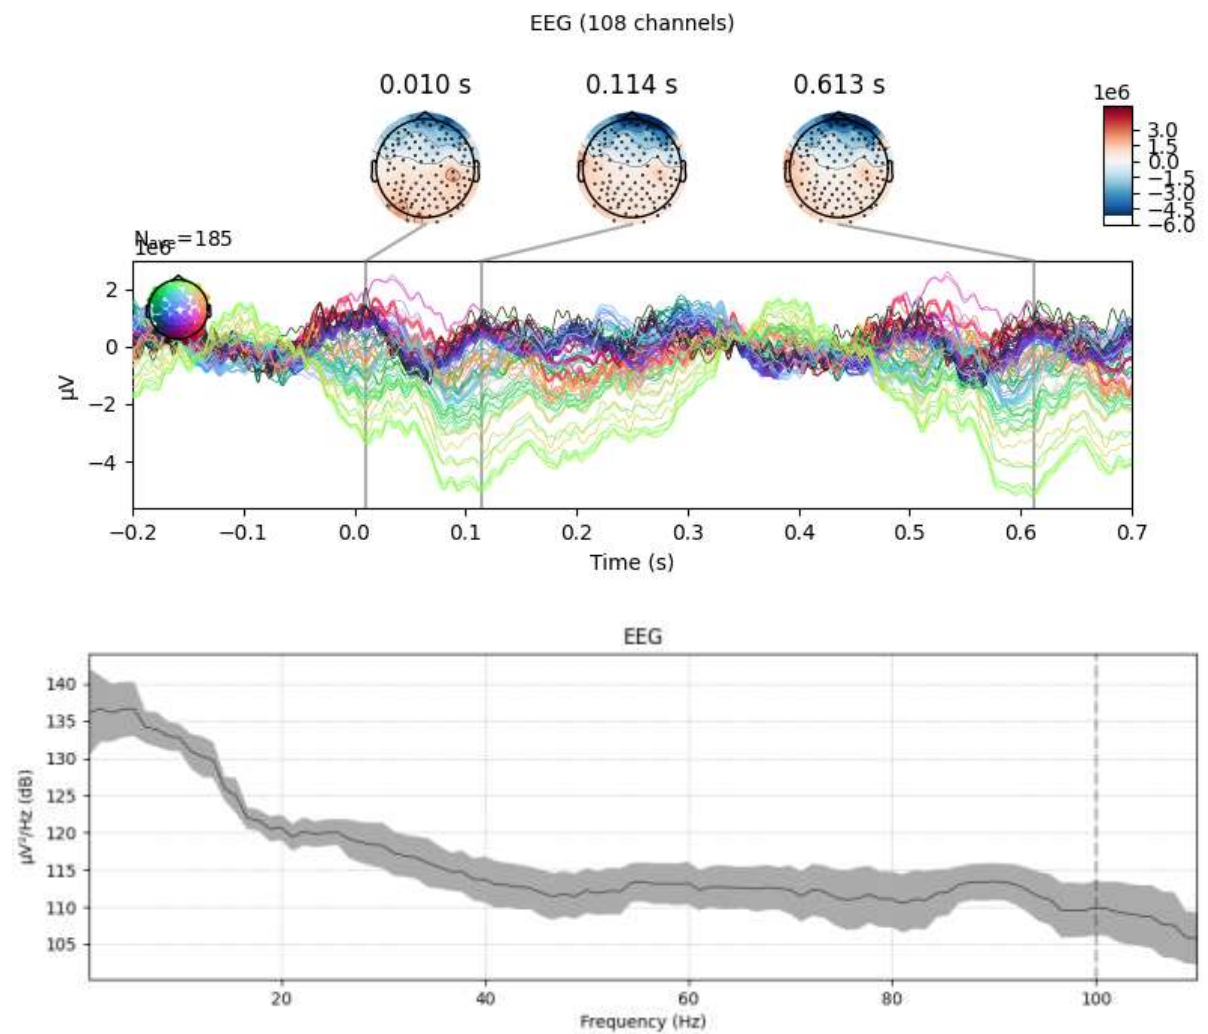 EEG (108 channels)
0.010 s 0.114 s 0.613 s
1e6
3.0
1.5
0.0
−1.5
−3.0
−4.5
−6.0
Nave=185
1e6
2
0
−2
−4
µV
−0.2 −0.1 0.0 0.1 0.2 0.3 0.4 0.5 0.6 0.7
Time (s)
EEG
140
135
130
125
120
115
110
105
µV²/Hz (dB)
20 40 60 80 100
Frequency (Hz)